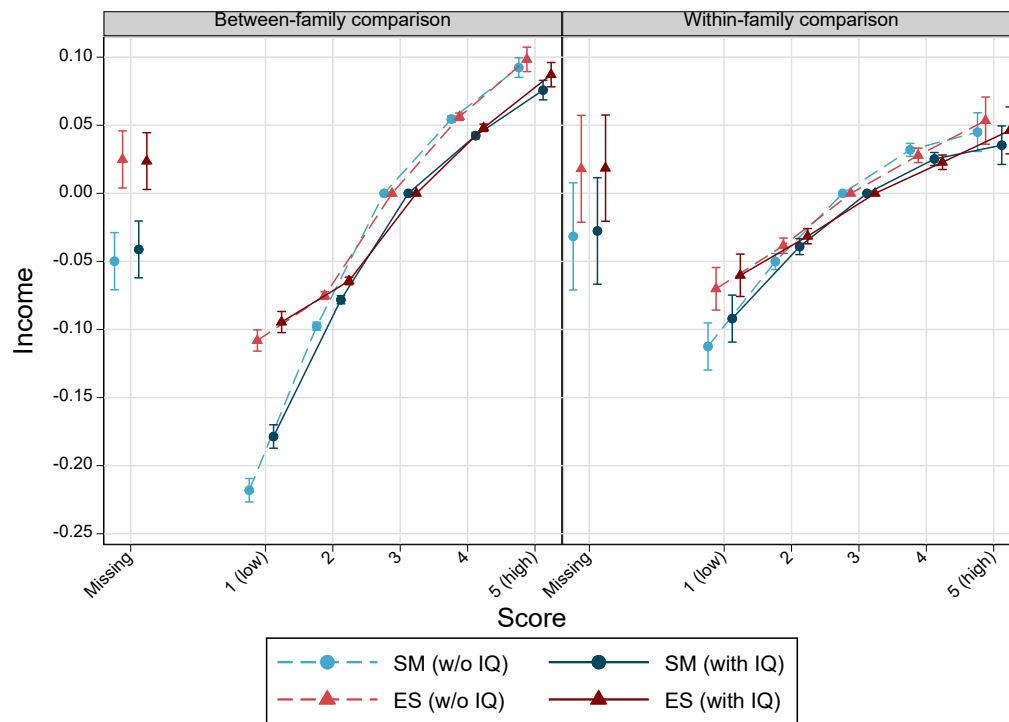 Between-family comparison
Within-family comparison
0.10
0.05
0.00
-0.05
-0.10
-0.15
-0.20
-0.25
Income
Missing
1 (low)
2
3
4
5 (high)
Missing
1 (low)
2
3
4
5 (high)
Score
SM (w/o IQ)
SM (with IQ)
ES (w/o IQ)
ES (with IQ)